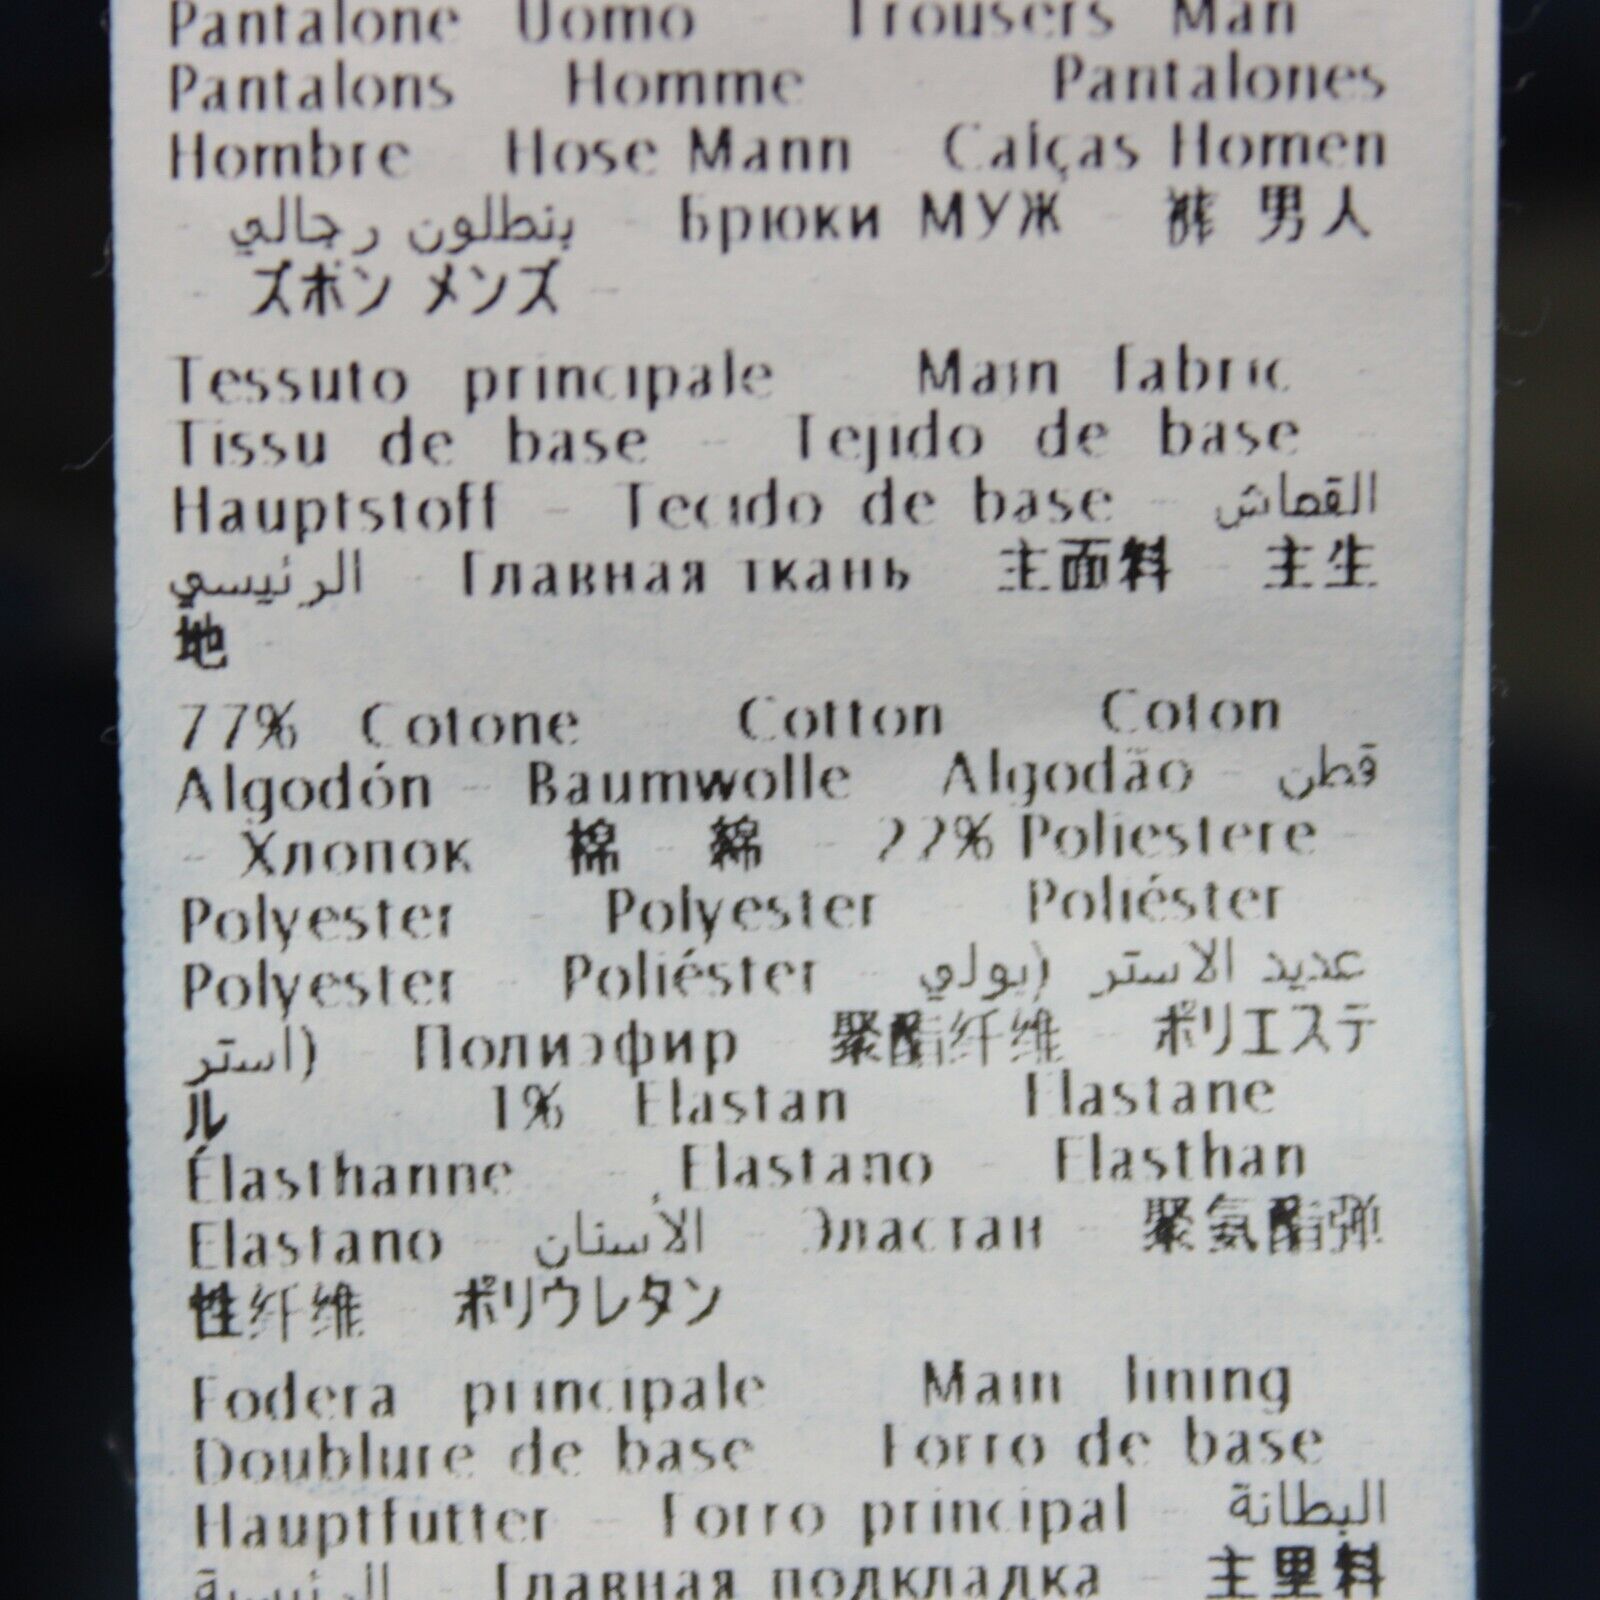 Pantalone Uomo - Trousers Man -
Pantalons Homme - Pantalones
Hombre - Hose Mann - Calças Homen
- بنطلون رجالي - Брюки МУЖ - 裤 男人
- ズボン メンズ -
Tessuto principale - Main fabric -
Tissu de base - Tejido de base -
Hauptstoff - Tecido de base - القماش
الرئيسي - Главная ткань - 主面料 - 主生
地
77% Cotone - Cotton - Coton -
Algodón - Baumwolle - Algodão - قطن
- Хлопок - 棉 - 綿 - 22% Poliestere -
Polyester - Polyester - Poliéster -
Polyester - Poliéster - عديد الاستر (بولي
استر) - Полиэфир - 聚酯纤维 - ポリエステ
ル - 1% Elastan - Elastane -
Élasthanne - Elastano - Elasthan -
Elastano - الأستان - Эластан - 聚氨酯弹
性纤维 - ポリウレタン
Fodera principale - Main lining -
Doublure de base - Forro de base -
Hauptfutter - Forro principal - البطانة
الرئيسية - Главная подкладка - 主里料